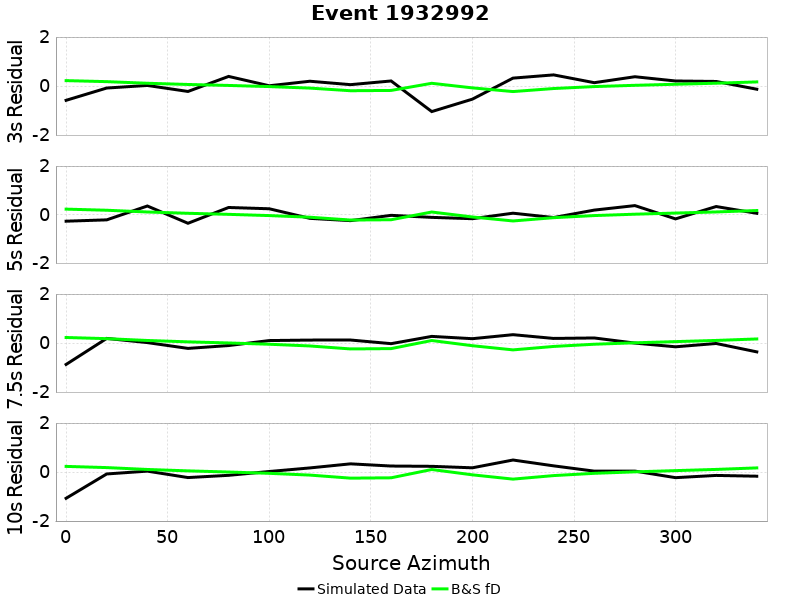 Event 1932992
3s Residual
2
0
-2
5s Residual
2
0
-2
7.5s Residual
2
0
-2
10s Residual
2
0
-2
0 50 100 150 200 250 300
Source Azimuth
Simulated Data B&S fD